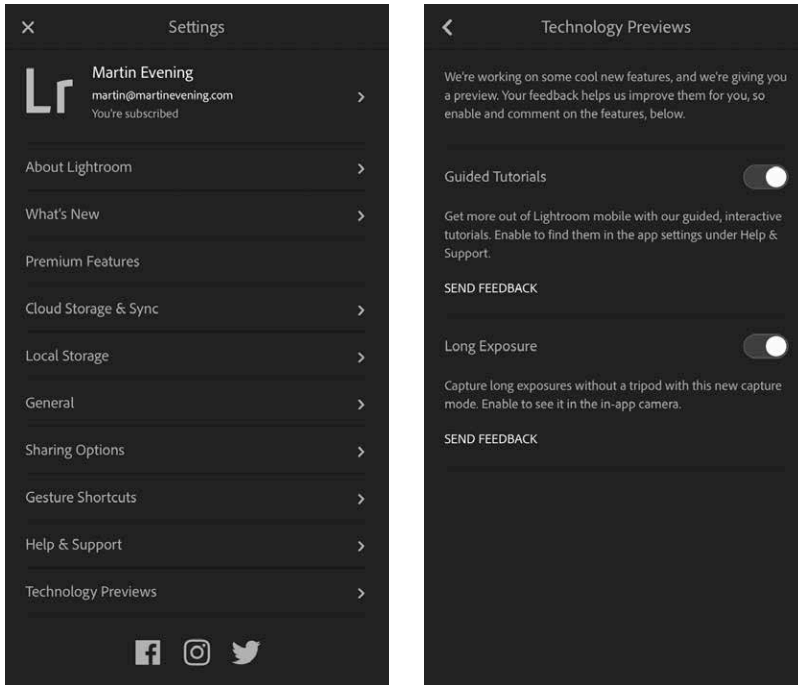 Settings
Lr
Martin Evening
martin@martinevening.com
You're subscribed
About Lightroom
What's New
Premium Features
Cloud Storage & Sync
Local Storage
General
Sharing Options
Gesture Shortcuts
Help & Support
Technology Previews
Technology Previews
We're working on some cool new features, and we're giving you
a preview. Your feedback helps us improve them for you, so
enable and comment on the features, below.
Guided Tutorials
Get more out of Lightroom mobile with our guided, interactive
tutorials. Enable to find them in the app settings under Help &
Support.
SEND FEEDBACK
Long Exposure
Capture long exposures without a tripod with this new capture
mode. Enable to see it in the in-app camera.
SEND FEEDBACK